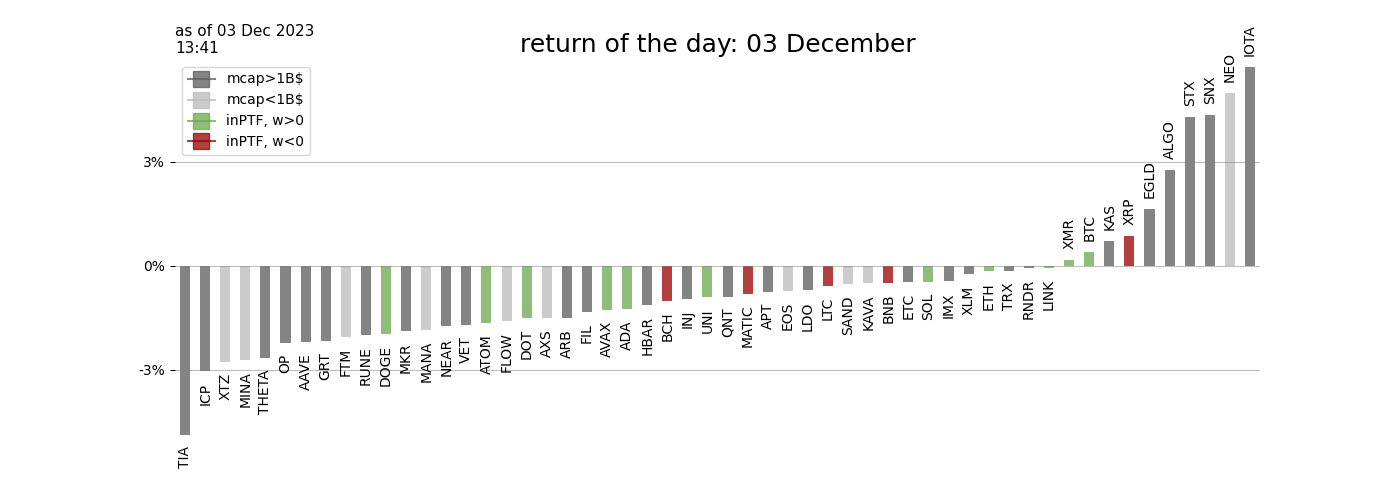 as of 03 Dec 2023
13:41
return of the day: 03 December
mcap>1B$
mcap<1B$
inPTF, w>0
inPTF, w<0
3%
0%
-3%
TIA
ICP
XTZ
MINA
THETA
OP
AAVE
GRT
FTM
RUNE
DOGE
MKR
MANA
NEAR
VET
ATOM
FLOW
DOT
AXS
ARB
FIL
AVAX
ADA
HBAR
BCH
INJ
UNI
QNT
MATIC
APT
EOS
LDO
LTC
SAND
KAVA
BNB
ETC
SOL
IMX
XLM
ETH
TRX
RNDR
LINK
XMR
BTC
KAS
XRP
EGLD
ALGO
STX
SNX
NEO
IOTA